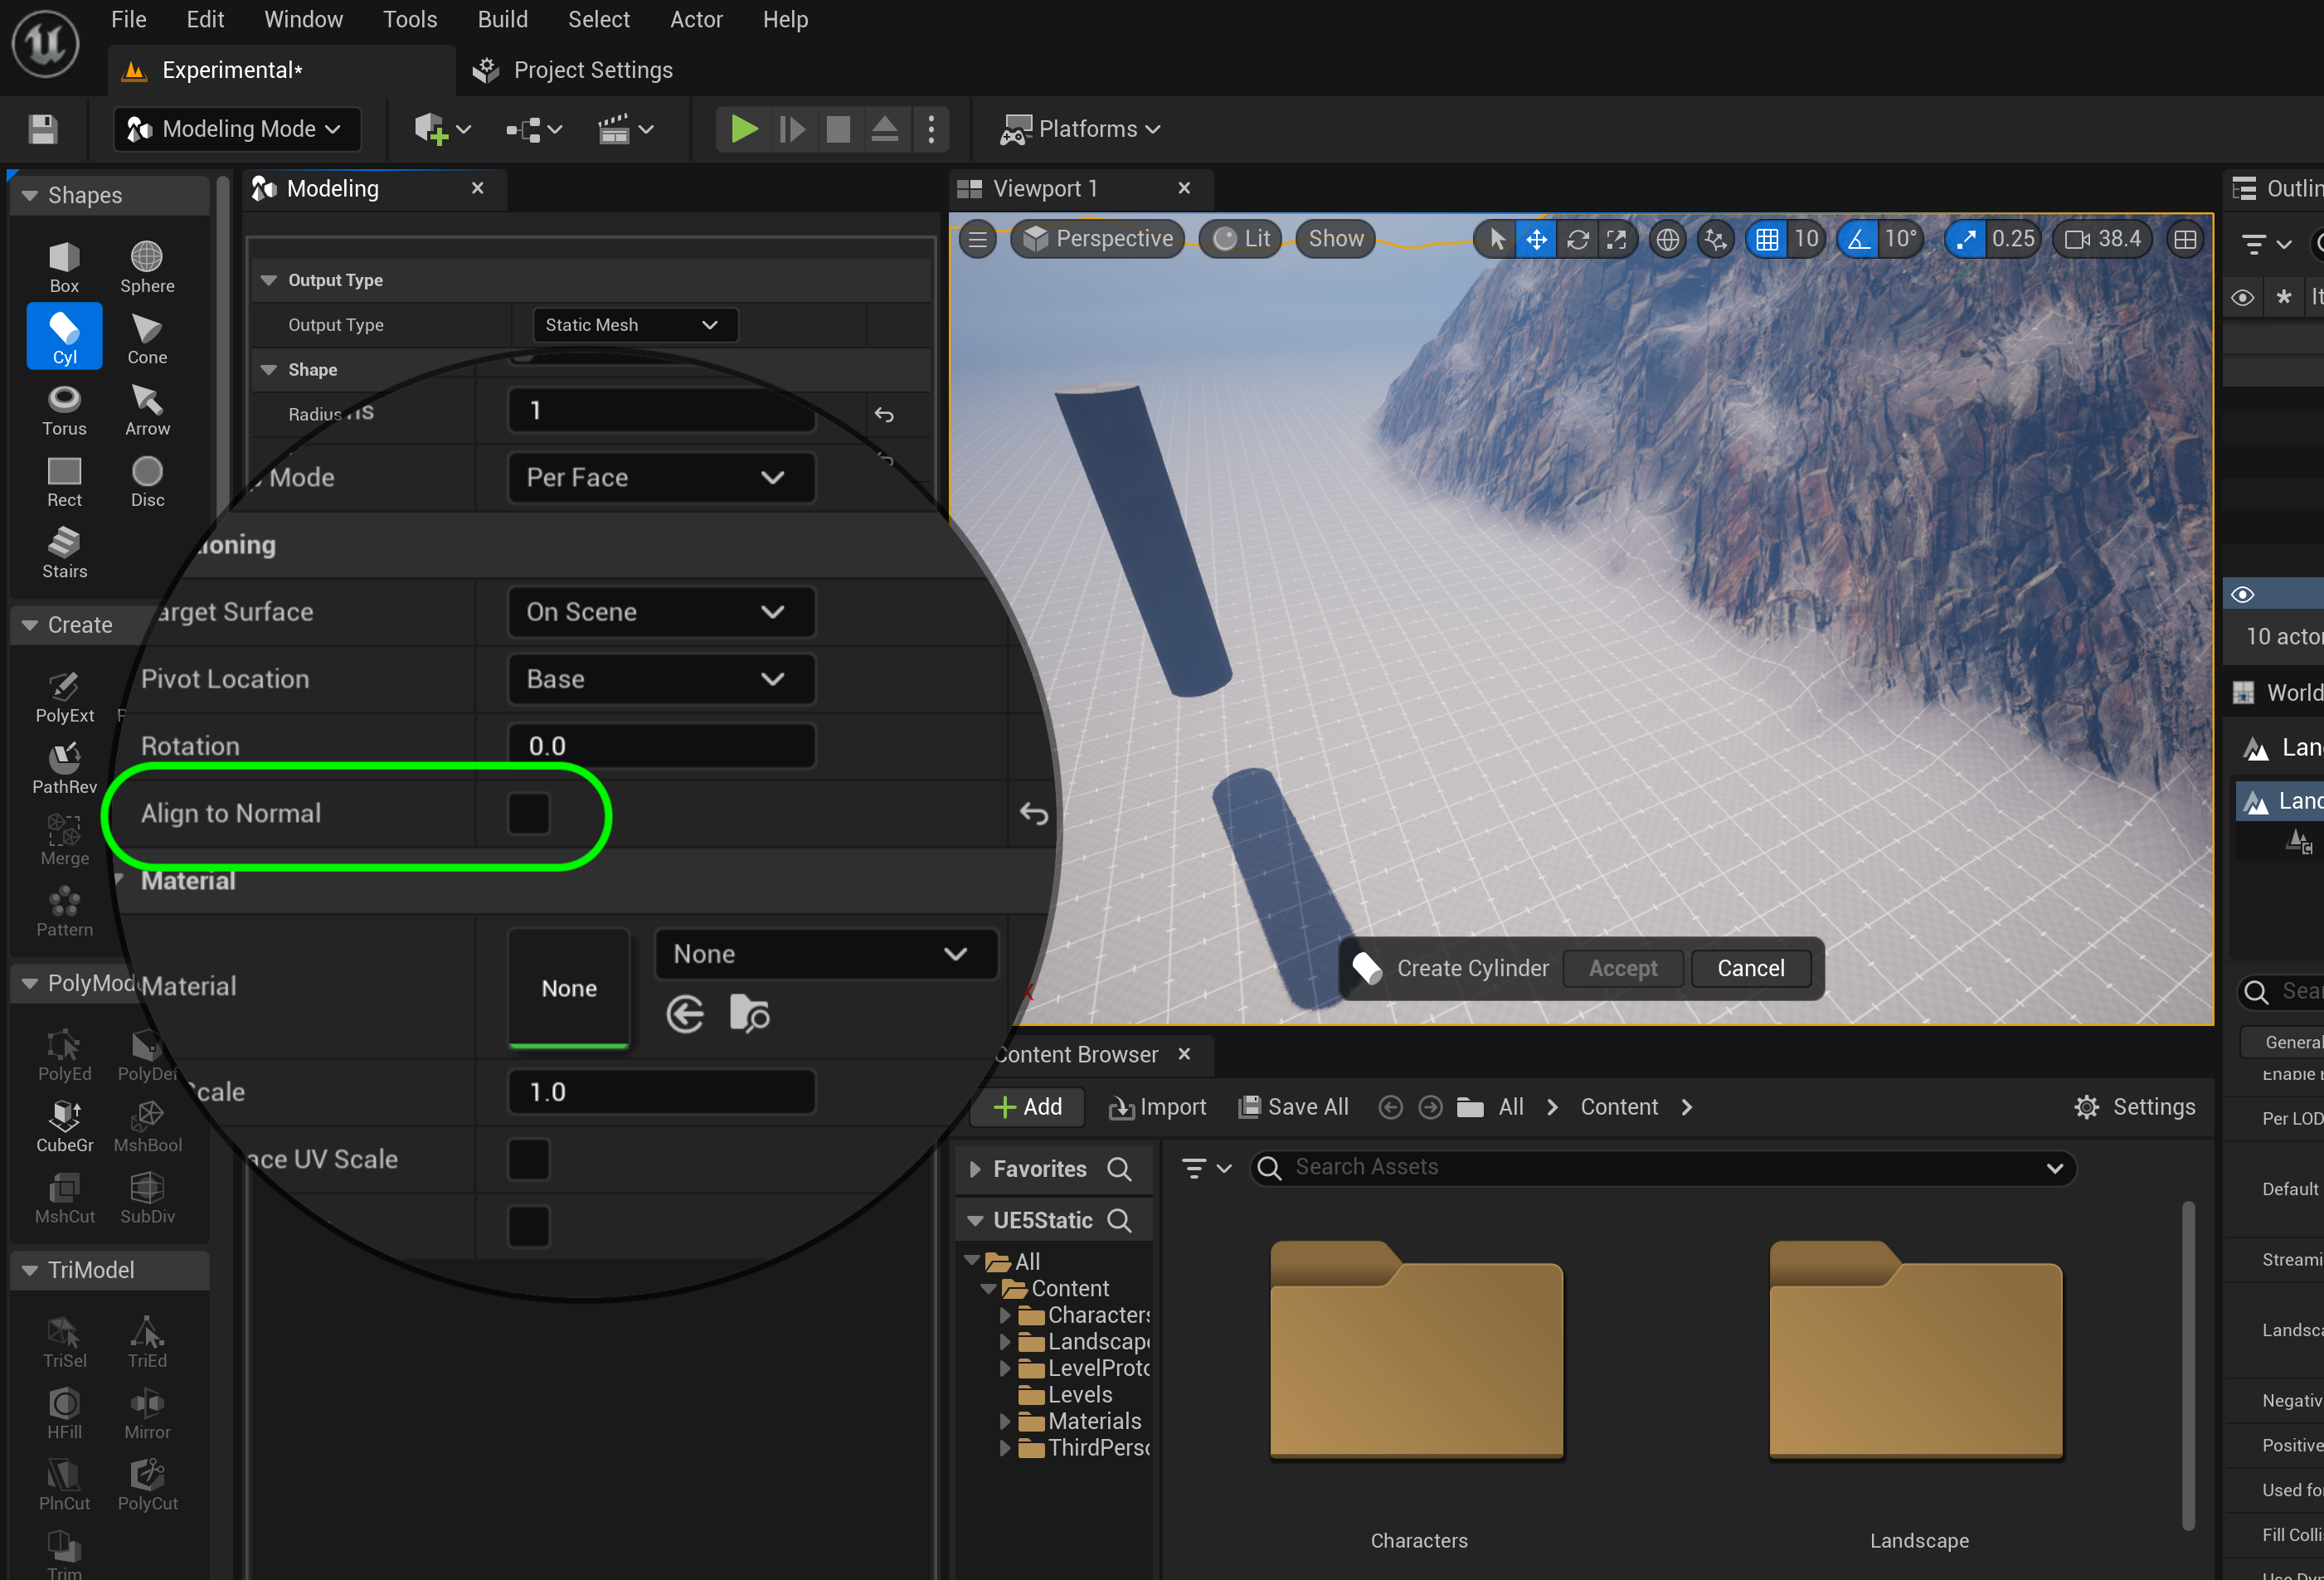 File Edit Window Tools Build Select Actor Help
Experimental*
Project Settings
Modeling Mode
Platforms
Shapes
Box
Sphere
Cyl
Cone
Torus
Arrow
Rect
Disc
Stairs
Create
PolyExt
PathRev
Merge
Pattern
PolyMod
PolyEd
PolyDef
CubeGr
MshBool
MshCut
SubDiv
TriModel
TriSel
TriEd
HFill
Mirror
PlnCut
PolyCut
Trim
Modeling
Output Type
Output Type
Static Mesh
Shape
Radius
1
Mode
Per Face
ioning
arget Surface
On Scene
Pivot Location
Base
Rotation
0.0
Align to Normal
Material
Material
None
None
cale
1.0
ace UV Scale
Viewport 1
Perspective
Lit
Show
10
10°
0.25
38.4
X
Create Cylinder
Accept
Cancel
Content Browser
Add
Import
Save All
All
Content
Settings
Favorites
Search Assets
UE5Static
All
Content
Characters
Landscape
LevelProto
Levels
Materials
ThirdPerso
Characters
Landscape
Outlin
It
10 actor
World
Lan
Land
Sear
General
Enable
Per LOD
Default
Streami
Landsca
Negativ
Positive
Used fo
Fill Colli